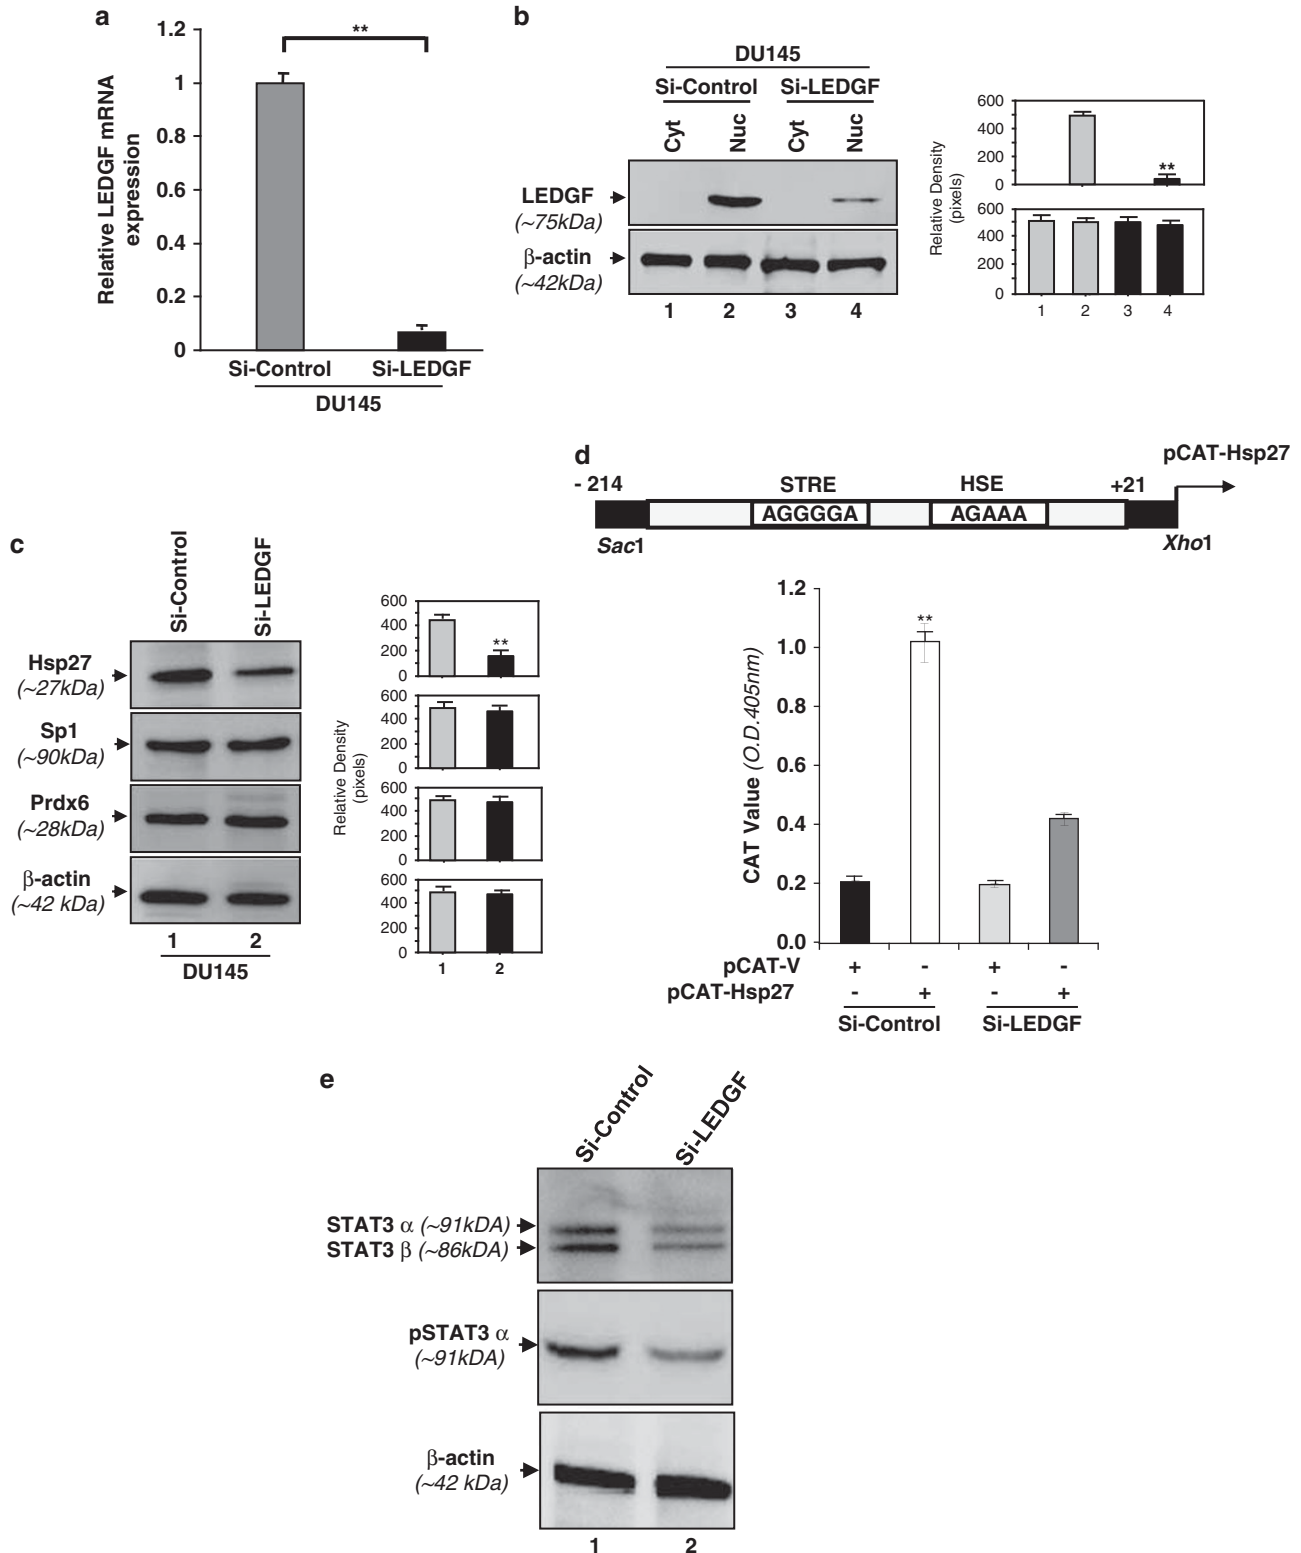 a
1.2
1
0.8
0.6
0.4
0.2
0
Relative LEDGF mRNA
expression
**
Si-Control Si-LEDGF
DU145
b
DU145
Si-Control Si-LEDGF
Cyt Nuc Cyt Nuc
LEDGF
(~75kDa)
β-actin
(~42kDa)
1 2 3 4
Relative Density
(pixels)
600
400
200
0
**
600
400
200
0
1 2 3 4
c
Si-Control Si-LEDGF
Hsp27
(~27kDa)
Sp1
(~90kDa)
Prdx6
(~28kDa)
β-actin
(~42 kDa)
1 2
DU145
Relative Density
(pixels)
600
400
200
0
**
600
400
200
0
600
400
200
0
600
400
200
0
1 2
d
pCAT-Hsp27
- 214 STRE HSE +21
AGGGGA AGAAA
Sac1 Xho1
1.2
1.0
0.8
0.6
0.4
0.2
0.0
CAT Value (O.D.405nm)
**
pCAT-V + - + -
pCAT-Hsp27 - + - +
Si-Control Si-LEDGF
e
Si-Control Si-LEDGF
STAT3 α (~91kDA)
STAT3 β (~86kDA)
pSTAT3 α
(~91kDA)
β-actin
(~42 kDa)
1 2